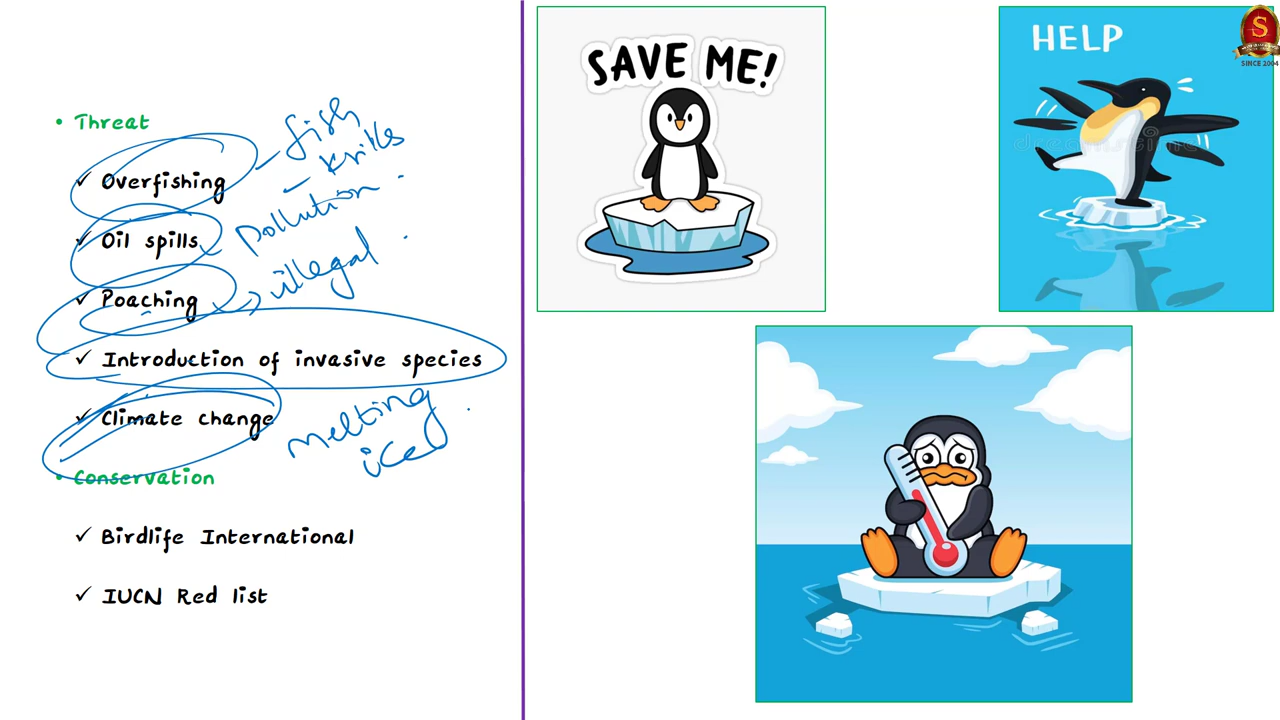 • Threat
✓ Overfishing
- fish
- krills
✓ Oil spills
pollution
✓ Poaching
→ illegal
✓ Introduction of invasive species
✓ Climate change
Melting
ice
• Conservation
✓ Birdlife International
✓ IUCN Red list
SAVE ME!
HELP
S
SINCE 2004
dreamstime